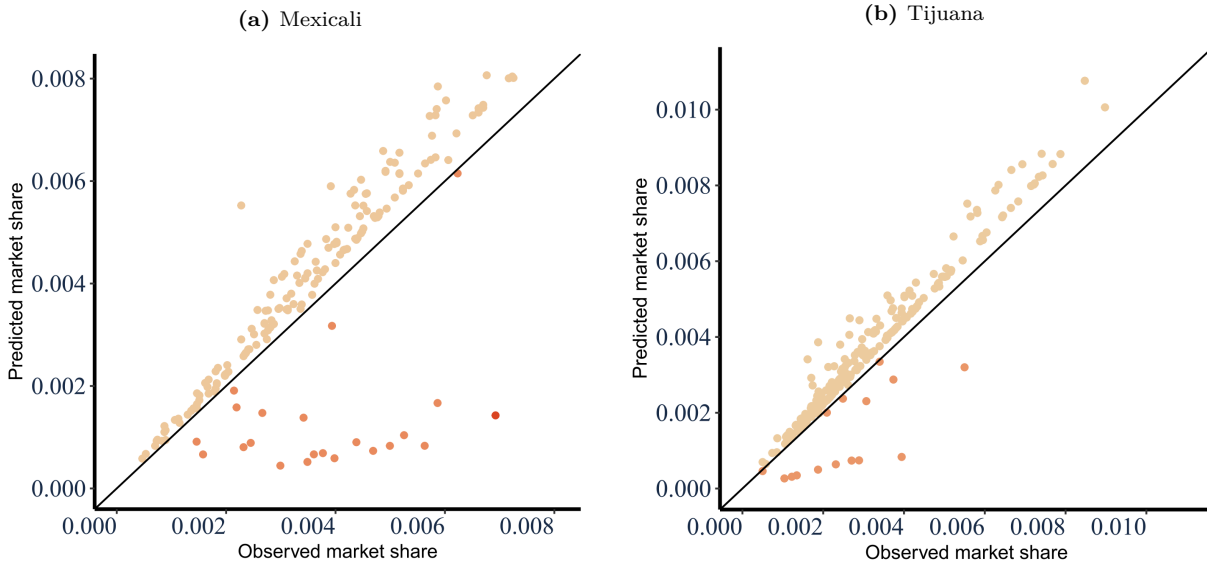 (a) Mexicali
0.008
0.006
0.004
0.002
0.000
Predicted market share
0.000 0.002 0.004 0.006 0.008
Observed market share
(b) Tijuana
0.010
0.008
0.006
0.004
0.002
0.000
Predicted market share
0.000 0.002 0.004 0.006 0.008 0.010
Observed market share